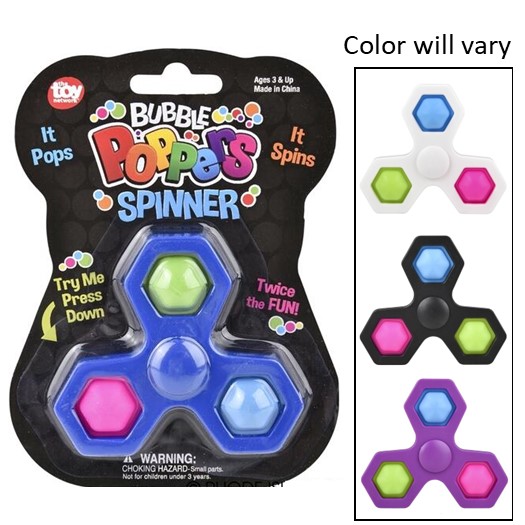 Color will vary
the
toy
network
Ages 3 & Up
Made in China
BUBBLE
POPPERS
SPINNER
It
Pops
It
Spins
Try Me
Press
Down
Twice
the FUN!
WARNING:
CHOKING HAZARD-Small parts.
Not for children under 3 years.